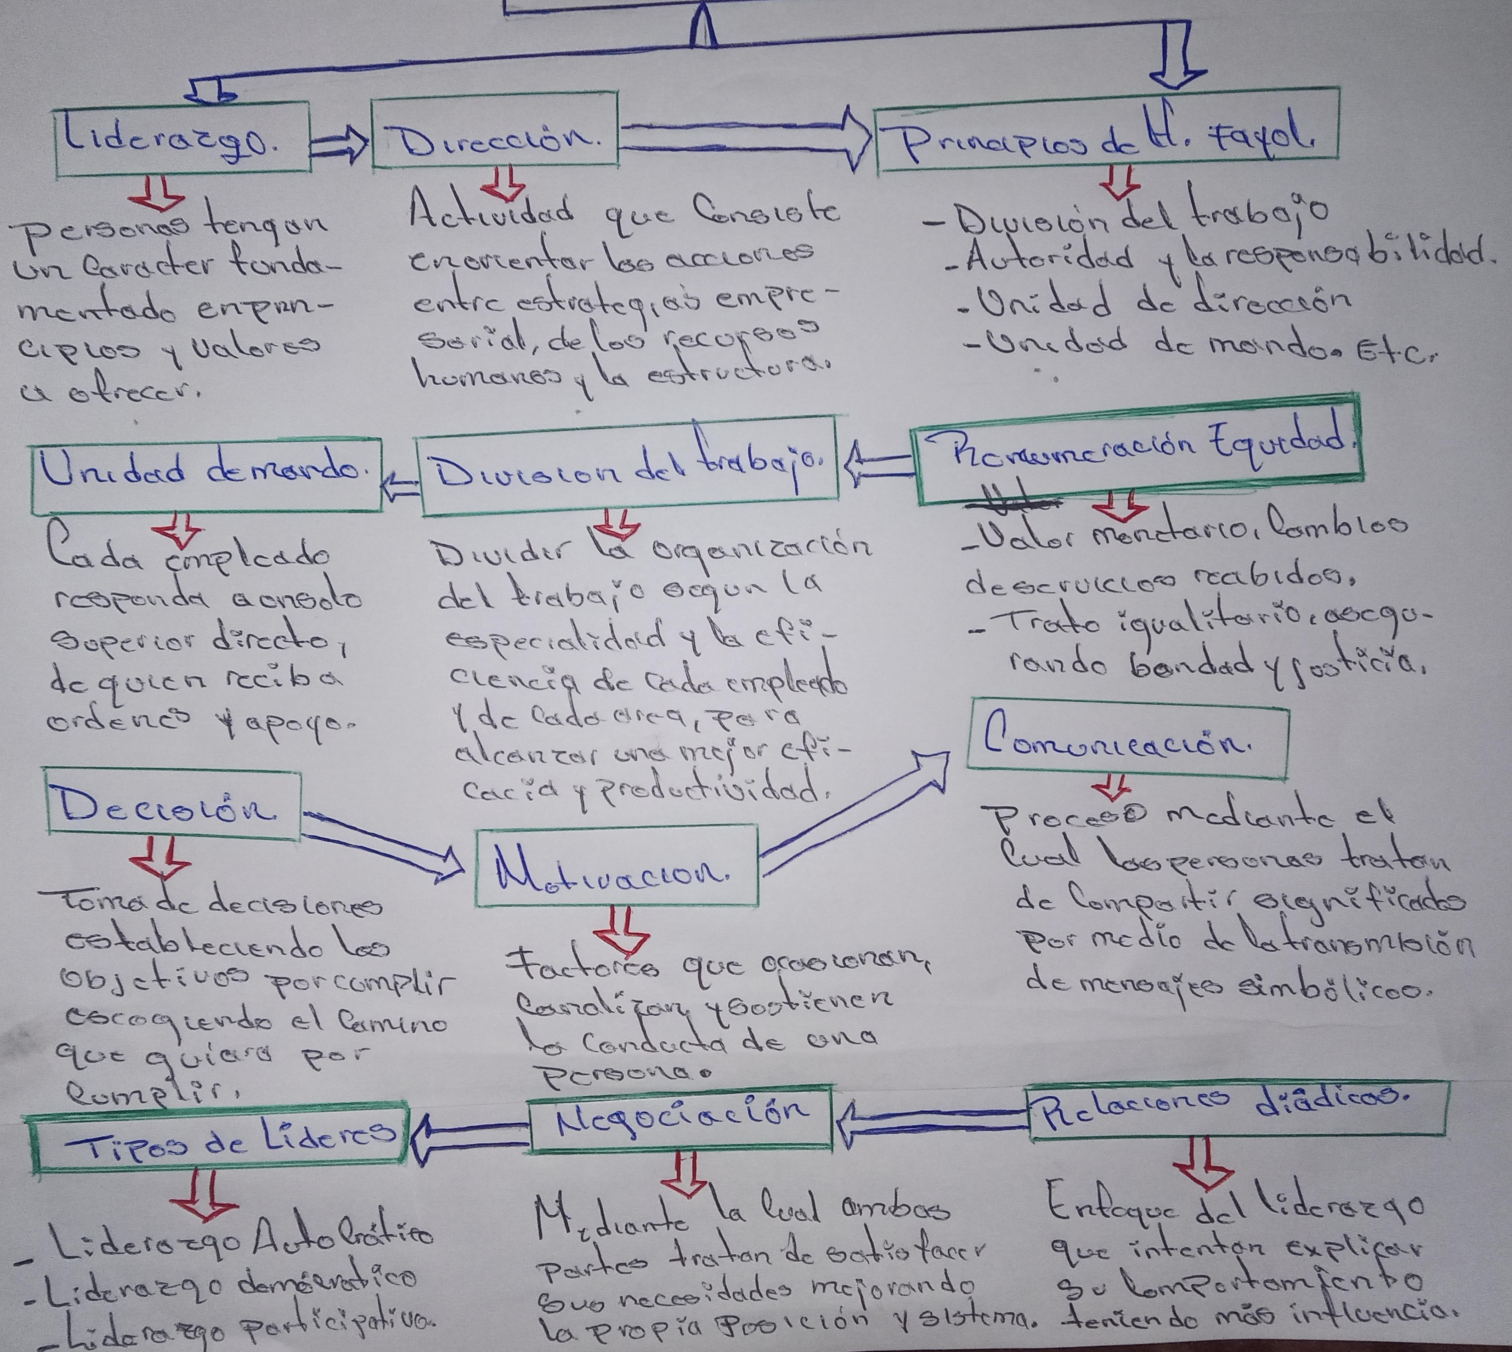 Liderazgo.
Personas tengan
un Caracter funda-
mentado en prin-
cipios y valores
a ofrecer.
Dirección.
Actividad que Consiste
en orientar las acciones
entre estrategias empre-
sarial, de los recursos
humanos y la estructura.
Principios de H. Fayol.
- División del trabajo
- Autoridad y la responsabilidad.
- Unidad de dirección
- Unidad de mando. Etc.
Unidad de mando.
Cada empleado
responda a un solo
superior directo,
de quien reciba
ordenes y apoyo.
Division del trabajo.
Dividir la organización
del trabajo segun la
especialidad y la efi-
ciencia de cada empleado
y de Cada area, para
alcanzar una mejor efi-
cacia y productividad.
Remumeración Equidad.
- Valor monetario, Cambios
de servicios recibidos.
- Trato igualitario, asegu-
rando bondad y justicia.
Decisión.
Toma de decisiones
estableciendo los
objetivos por cumplir
escogiendo el Camino
que quiera por
Cumplir.
Motivacion.
Factores que ocasionan,
Canalizan y sostienen
la Conducta de una
persona.
Comunicación.
Proceso mediante el
Cual las personas tratan
de Compartir significados
por medio de la transmisión
de mensajes simbólicos.
Tipos de Líderes
- Liderazgo Autocrático
- Liderazgo democratico
- Liderazgo participativo.
Negociación
Mediante la Cual ambas
partes tratan de satisfacer
sus necesidades mejorando
la propia posición y sistema.
Relaciones diádicas.
Enfoque del liderazgo
que intentan explicar
su Comportamiento
teniendo más influencia.